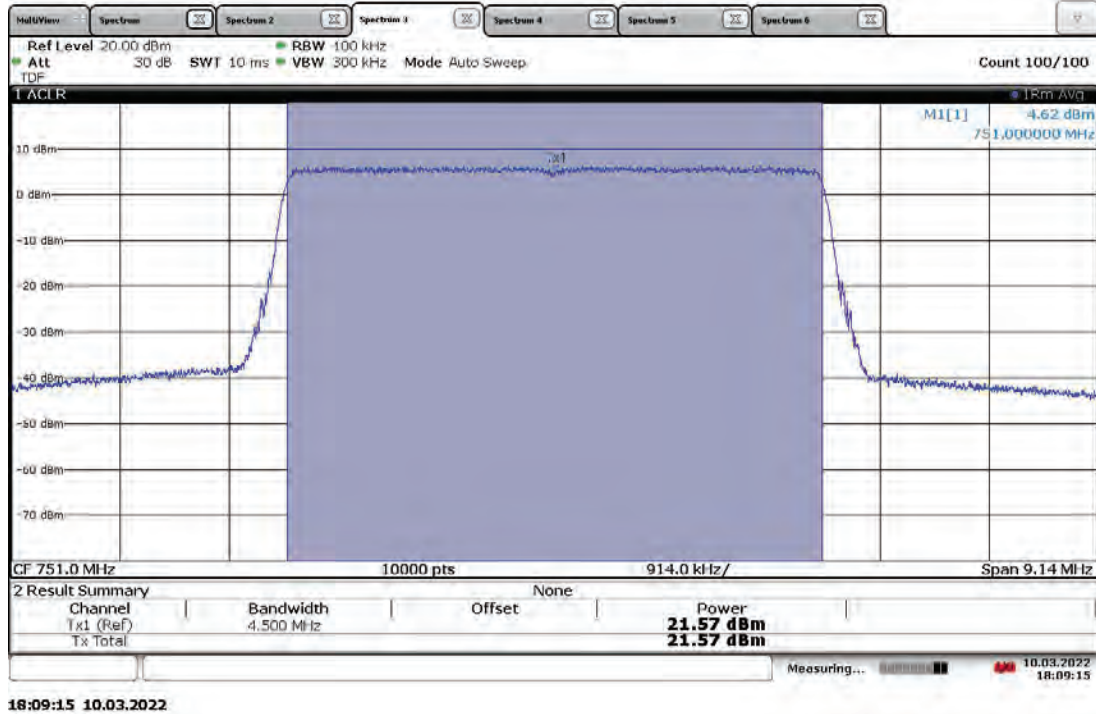 MultiView Spectrum Spectrum 2 Spectrum 3 Spectrum 4 Spectrum 5 Spectrum 6
Ref Level 20.00 dBm RBW 100 kHz
Att 30 dB SWT 10 ms VBW 300 kHz Mode Auto Sweep Count 100/100
TDF
1 ACLR 1Rm Avg
M1[1] 4.62 dBm
751.000000 MHz
10 dBm
Tx1
0 dBm
-10 dBm
-20 dBm
-30 dBm
-40 dBm
-50 dBm
-60 dBm
-70 dBm
CF 751.0 MHz 10000 pts 914.0 kHz/ Span 9.14 MHz
2 Result Summary None
Channel Bandwidth Offset Power
Tx1 (Ref) 4.500 MHz 21.57 dBm
Tx Total 21.57 dBm
Measuring... 10.03.2022
18:09:15
18:09:15 10.03.2022